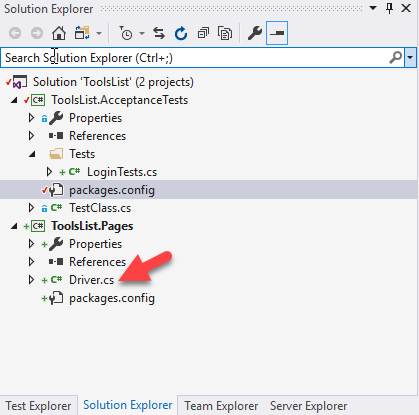 Solution Explorer
Search Solution Explorer (Ctrl+;)
Solution 'ToolsList' (2 projects)
C# ToolsList.AcceptanceTests
Properties
References
Tests
C# LoginTests.cs
packages.config
C# TestClass.cs
C# ToolsList.Pages
Properties
References
C# Driver.cs
packages.config
Test Explorer Solution Explorer Team Explorer Server Explorer